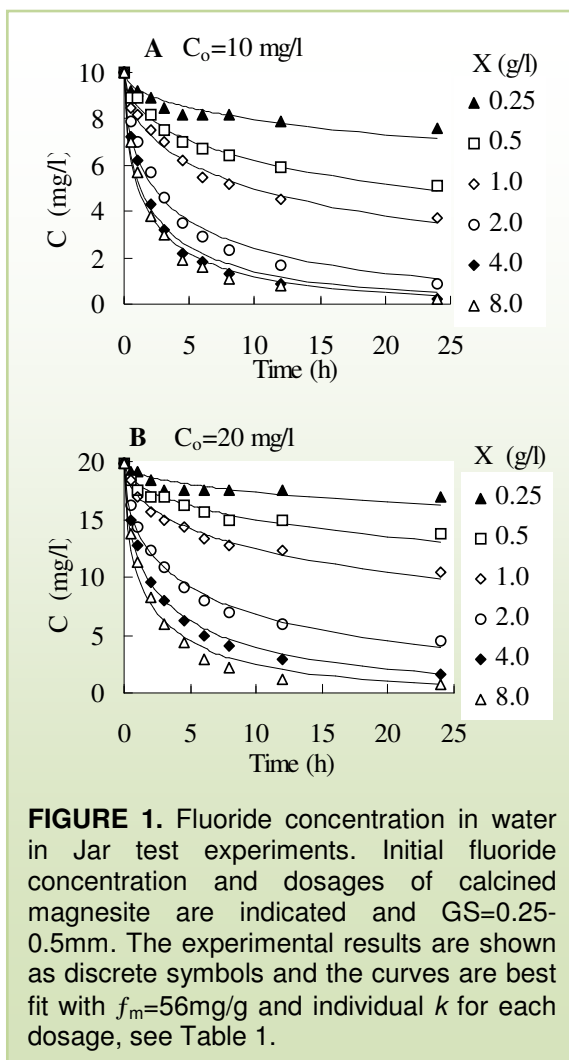 A C₀=10 mg/l
X (g/l)
▲ 0.25
□ 0.5
◇ 1.0
○ 2.0
◆ 4.0
△ 8.0
C (mg/l)
10
8
6
4
2
0
0 5 10 15 20 25
Time (h)
B C₀=20 mg/l
X (g/l)
▲ 0.25
□ 0.5
◇ 1.0
○ 2.0
◆ 4.0
△ 8.0
C (mg/l)
20
15
10
5
0
0 5 10 15 20 25
Time (h)
FIGURE 1. Fluoride concentration in water
in Jar test experiments. Initial fluoride
concentration and dosages of calcined
magnesite are indicated and GS=0.25-
0.5mm. The experimental results are shown
as discrete symbols and the curves are best
fit with fm=56mg/g and individual k for each
dosage, see Table 1.